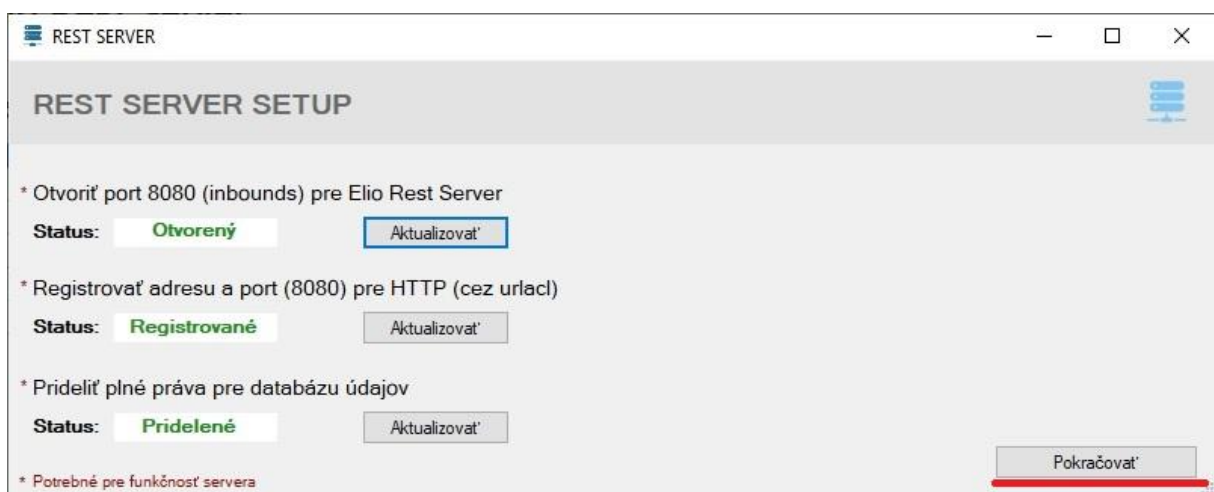 REST SERVER
REST SERVER SETUP
* Otvoriť port 8080 (inbounds) pre Elio Rest Server
Status: Otvorený Aktualizovať
* Registrovať adresu a port (8080) pre HTTP (cez urlacl)
Status: Registrované Aktualizovať
* Prideliť plné práva pre databázu údajov
Status: Pridelené Aktualizovať
Pokračovať
* Potrebné pre funkčnosť servera